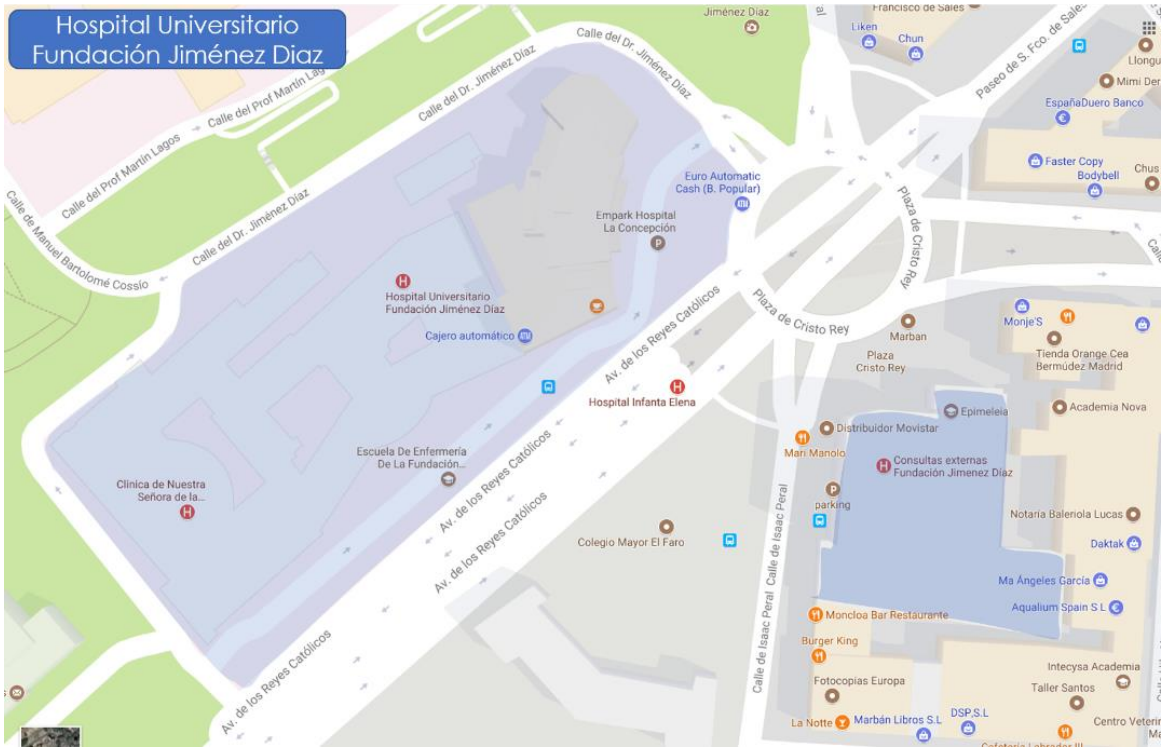 Hospital Universitario
Fundación Jiménez Diaz
Jiménez Díaz
Francisco de Sales
Liken
Chun
Paseo de S. Fco. de Sales
Mimi Der
EspañaDuero Banco
Faster Copy
Bodybell
Chus
Calle del Dr. Jiménez Díaz
Calle del Dr. Jiménez Díaz
Calle del Dr. Jiménez Díaz
Calle del Prof Martín Lagos
Calle del Prof Martín Lagos
Calle de Manuel Bartolomé Cossío
Euro Automatic
Cash (B. Popular)
Empark Hospital
La Concepción
P
Plaza de Cristo Rey
Plaza de Cristo Rey
H
Hospital Universitario
Fundación Jiménez Díaz
Cajero automático
Av. de los Reyes Católicos
H
Hospital Infanta Elena
Marban
Plaza
Cristo Rey
Monje'S
Tienda Orange Cea
Bermúdez Madrid
Academia Nova
Epimeleia
Distribuidor Movistar
Mari Manolo
H
Consultas externas
Fundación Jimenez Díaz
P
parking
Escuela De Enfermería
De La Fundación...
Clínica de Nuestra
Señora de la...
H
Av. de los Reyes Católicos
Av. de los Reyes Católicos
Av. de los Reyes Católicos
Colegio Mayor El Faro
Calle de Isaac Peral
Calle de Isaac Peral
Notaria Baleriola Lucas
Daktak
Ma Ángeles García
Aqualium Spain S L
Moncloa Bar Restaurante
Burger King
Fotocopias Europa
La Notte
Marbán Libros S.L
DSP,S.L
Intecysa Academia
Taller Santos
Centro Veterin